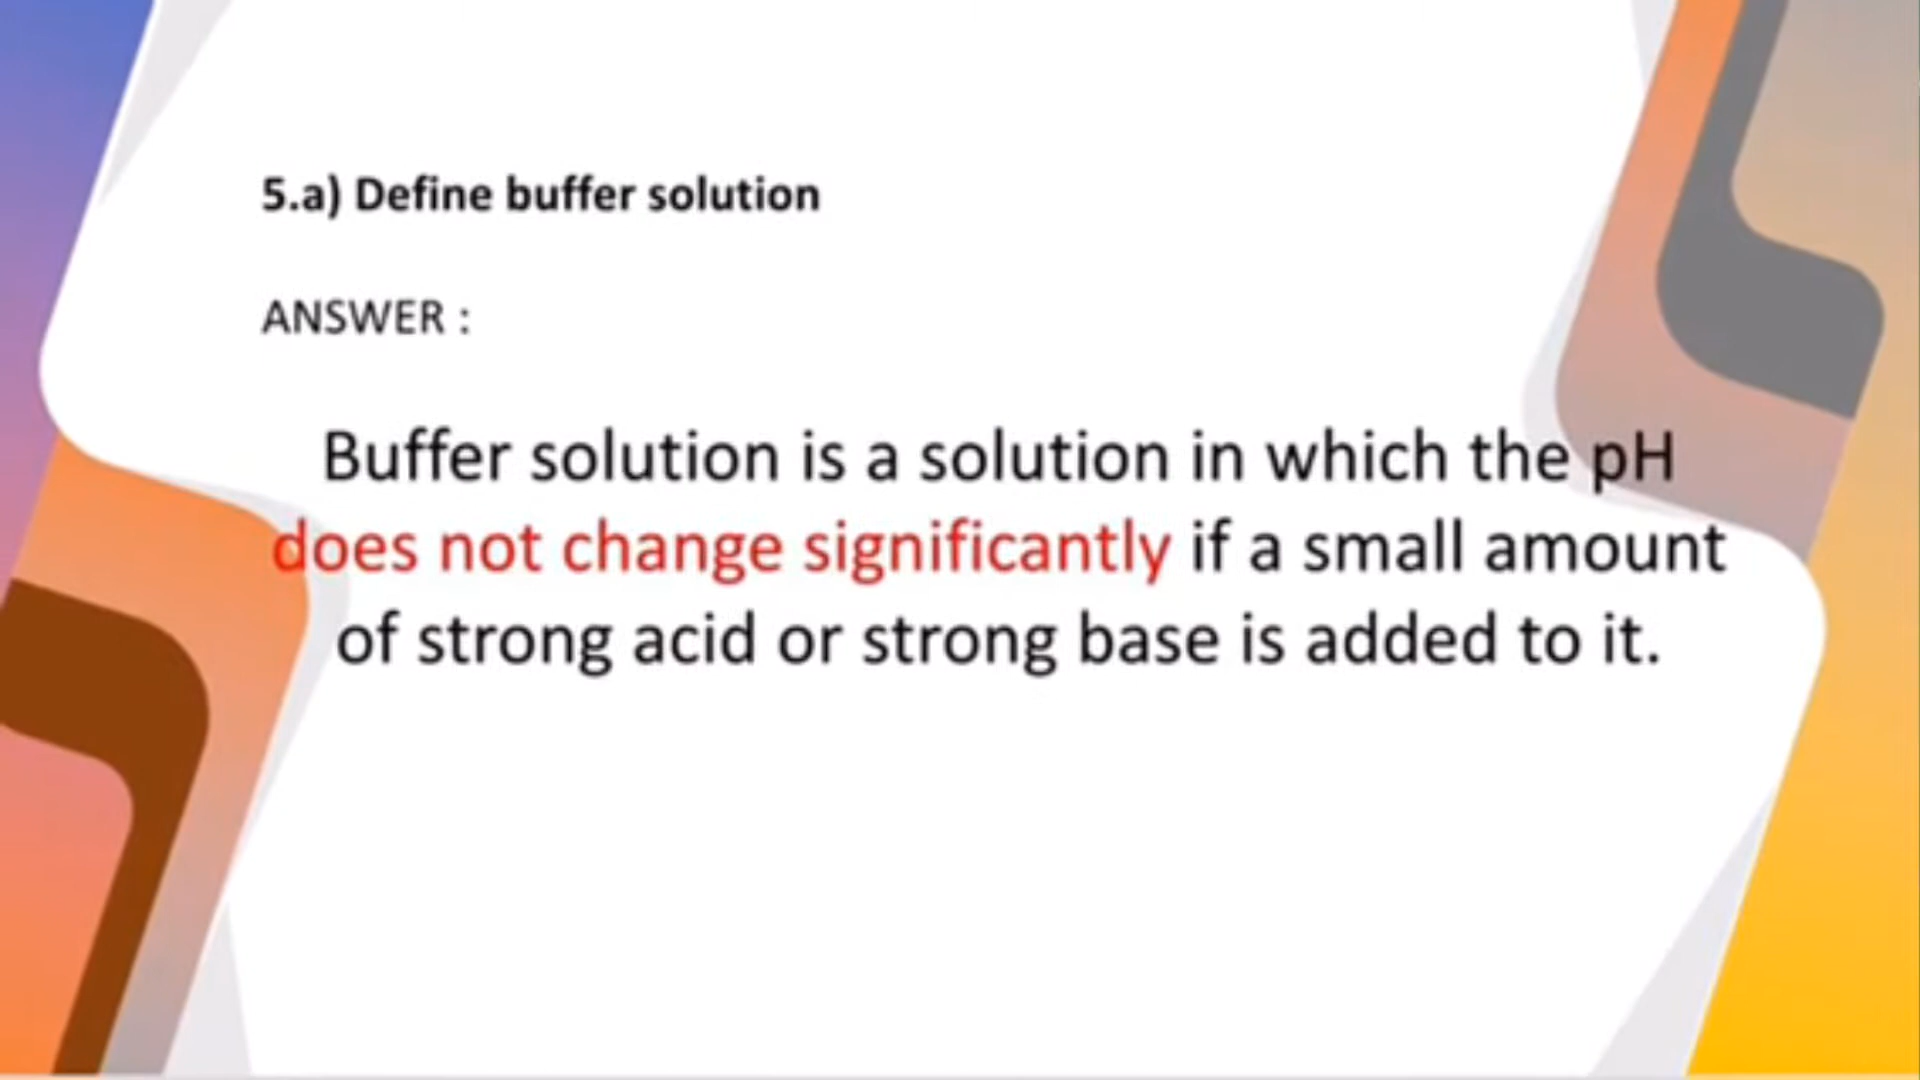 5.a) Define buffer solution
ANSWER :
Buffer solution is a solution in which the pH
does not change significantly if a small amount
of strong acid or strong base is added to it.